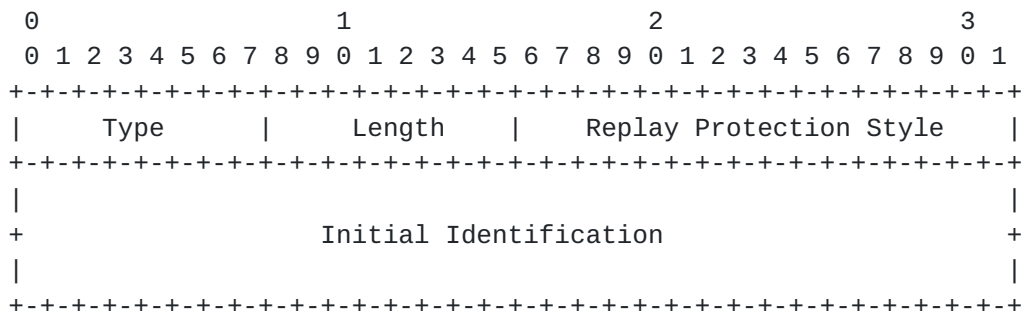 0                   1                   2                   3
 0 1 2 3 4 5 6 7 8 9 0 1 2 3 4 5 6 7 8 9 0 1 2 3 4 5 6 7 8 9 0 1
+-+-+-+-+-+-+-+-+-+-+-+-+-+-+-+-+-+-+-+-+-+-+-+-+-+-+-+-+-+-+-+-+
|     Type      |     Length    |    Replay Protection Style    |
+-+-+-+-+-+-+-+-+-+-+-+-+-+-+-+-+-+-+-+-+-+-+-+-+-+-+-+-+-+-+-+-+
|                                                               |
+                   Initial Identification                      +
|                                                               |
+-+-+-+-+-+-+-+-+-+-+-+-+-+-+-+-+-+-+-+-+-+-+-+-+-+-+-+-+-+-+-+-+